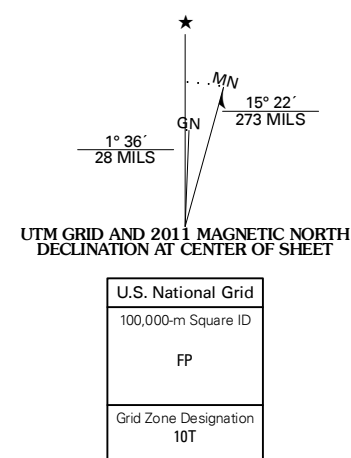 ★
MN
GN
15° 22´
273 MILS
1° 36´
28 MILS
UTM GRID AND 2011 MAGNETIC NORTH
DECLINATION AT CENTER OF SHEET
U.S. National Grid
100,000-m Square ID
FP
Grid Zone Designation
10T